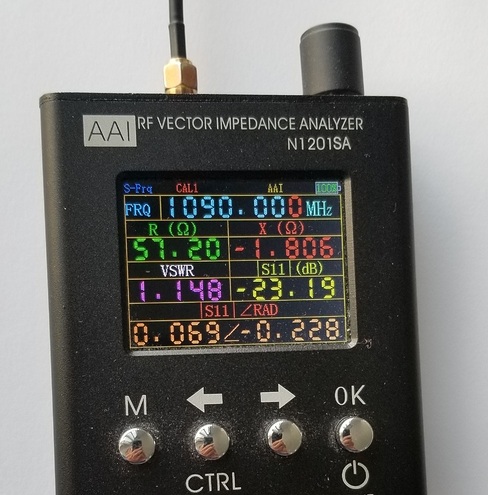 AAI RF VECTOR IMPEDANCE ANALYZER
N1201SA
S-Frq CAL1 AAI 100%
FRQ 1090.000 MHz
R (Ω) X (Ω)
57.20 -1.806
VSWR S11 (dB)
1.148 -23.19
S11 ∠RAD
0.069∠-0.228
M OK
CTRL